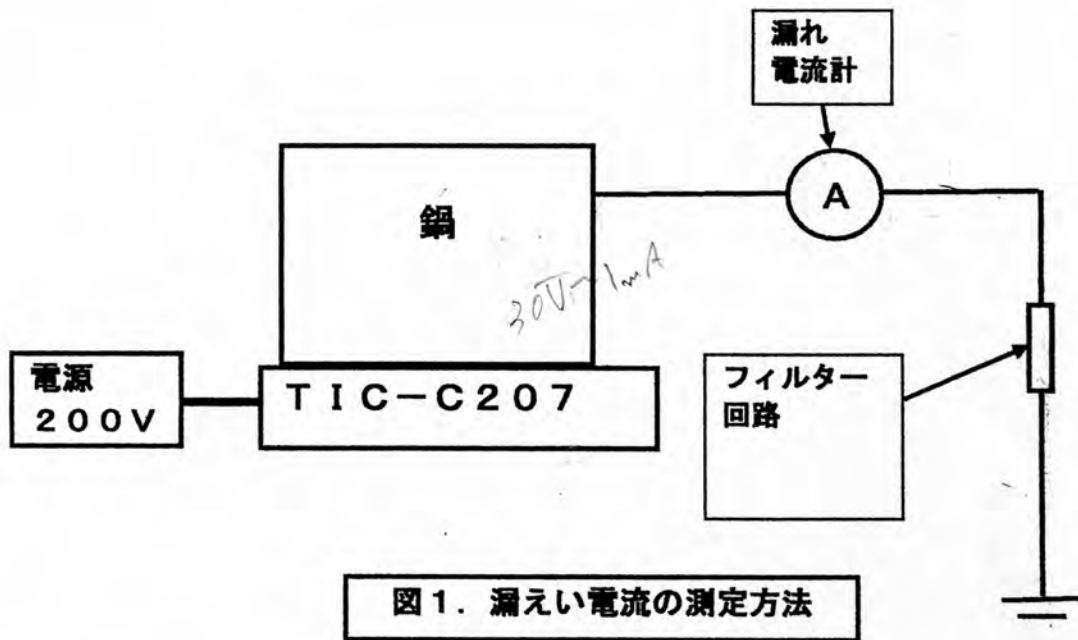 漏れ
電流計
A
鍋
30V~1mA
電源
200V
TIC-C207
フィルター
回路
図1. 漏えい電流の測定方法